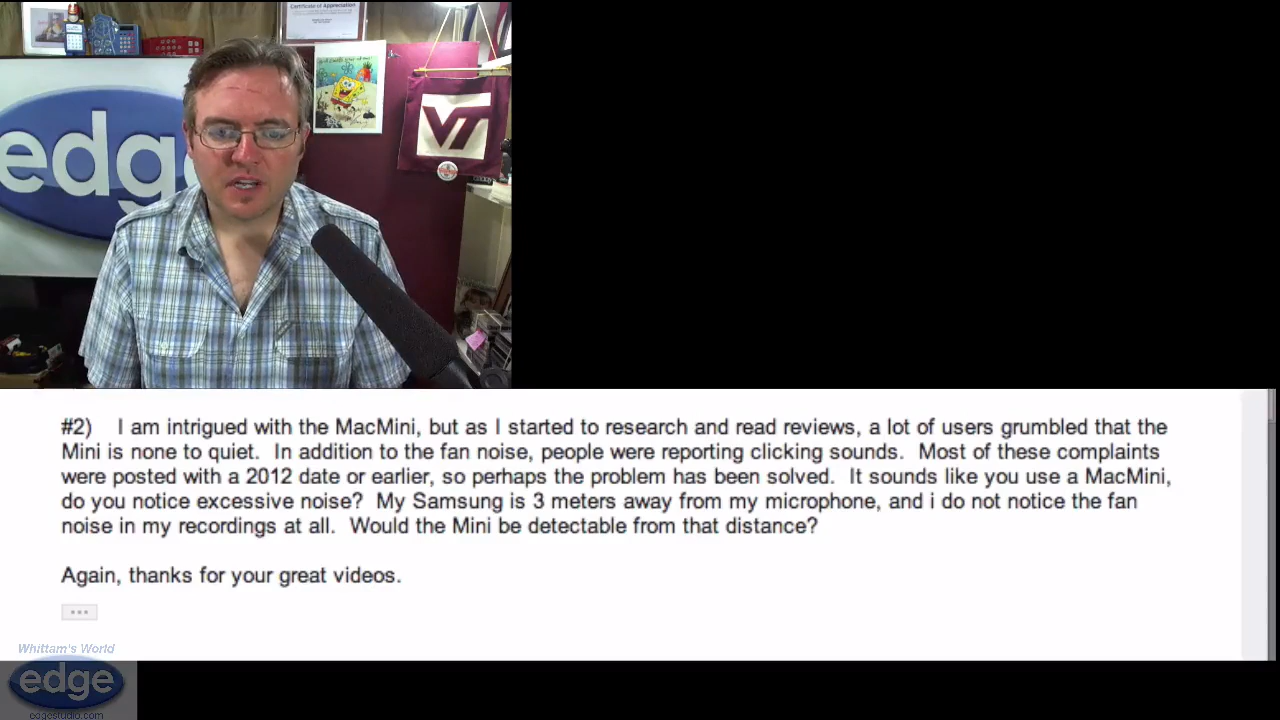 Certificate of Appreciation
edge
VT
#2) I am intrigued with the MacMini, but as I started to research and read reviews, a lot of users grumbled that the
Mini is none to quiet. In addition to the fan noise, people were reporting clicking sounds. Most of these complaints
were posted with a 2012 date or earlier, so perhaps the problem has been solved. It sounds like you use a MacMini,
do you notice excessive noise? My Samsung is 3 meters away from my microphone, and i do not notice the fan
noise in my recordings at all. Would the Mini be detectable from that distance?
Again, thanks for your great videos.
Whittam's World
edge
edgestudio.com